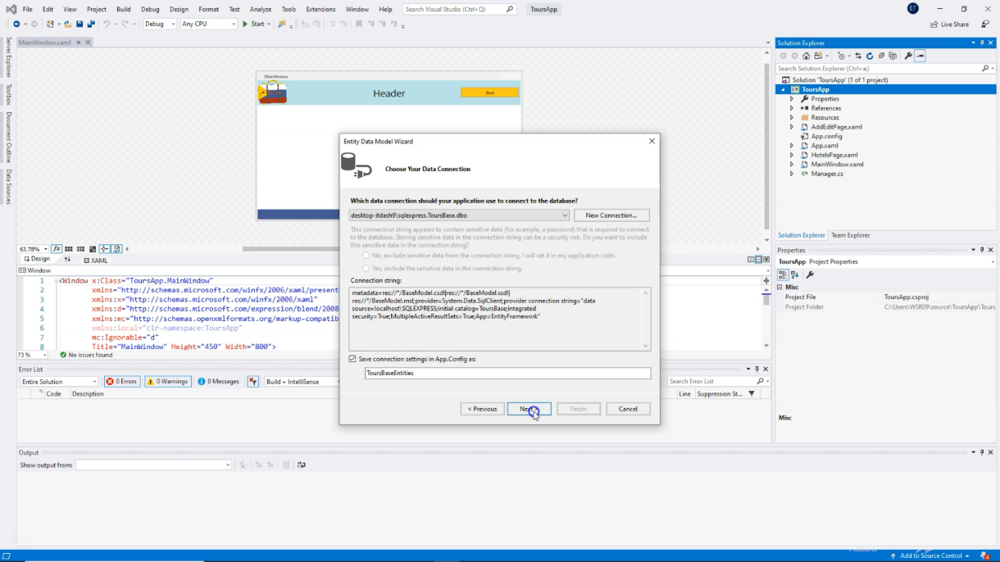 File Edit View Git Project Build Debug Design Format Test Analyze Tools Extensions Window Help Search Visual Studio (Ctrl+Q) ToursApp ЕГ
Debug Any CPU Start Live Share
MainWindow.xaml
Server Explorer
Toolbox
Document Outline
Data Sources
MainWindow
Header
Back
Entity Data Model Wizard
Choose Your Data Connection
Which data connection should your application use to connect to the database?
desktop-itdash9\sqlexpress.ToursBase.dbo New Connection...
This connection string appears to contain sensitive data (for example, a password) that is required to connect
to the database. Storing sensitive data in the connection string can be a security risk. Do you want to include
this sensitive data in the connection string?
No, exclude sensitive data from the connection string. I will set it in my application code.
Yes, include the sensitive data in the connection string.
Connection string:
metadata=res://*/BaseModel.csdl|res://*/BaseModel.ssdl|
res://*/BaseModel.msl;provider=System.Data.SqlClient;provider connection string="data
source=localhost\SQLEXPRESS;initial catalog=ToursBase;integrated
security=True;MultipleActiveResultSets=True;App=EntityFramework"
Save connection settings in App.Config as:
ToursBaseEntities
< Previous Next > Finish Cancel
63.78%
Design XAML
Window
1 <Window x:Class="ToursApp.MainWindow"
2 xmlns="http://schemas.microsoft.com/winfx/2006/xaml/present
3 xmlns:x="http://schemas.microsoft.com/winfx/2006/xaml"
4 xmlns:d="http://schemas.microsoft.com/expression/blend/2008
5 xmlns:mc="http://schemas.openxmlformats.org/markup-compatib
6 xmlns:local="clr-namespace:ToursApp"
7 mc:Ignorable="d"
8 Title="MainWindow" Height="450" Width="800">
73 % No issues found
Error List
Entire Solution 0 Errors 0 Warnings 0 Messages Build + IntelliSense Search Error List
Code Description Line Suppression St...
Output
Show output from:
Solution Explorer
Search Solution Explorer (Ctrl+ж)
Solution 'ToursApp' (1 of 1 project)
ToursApp
Properties
References
Resources
AddEditPage.xaml
App.config
App.xaml
HotelsPage.xaml
MainWindow.xaml
Manager.cs
Solution Explorer Team Explorer
Properties
ToursApp Project Properties
Misc
Project File ToursApp.csproj
Project Folder C:\Users\WSR09\source\ToursApp\Tours
Misc
Add to Source Control 4